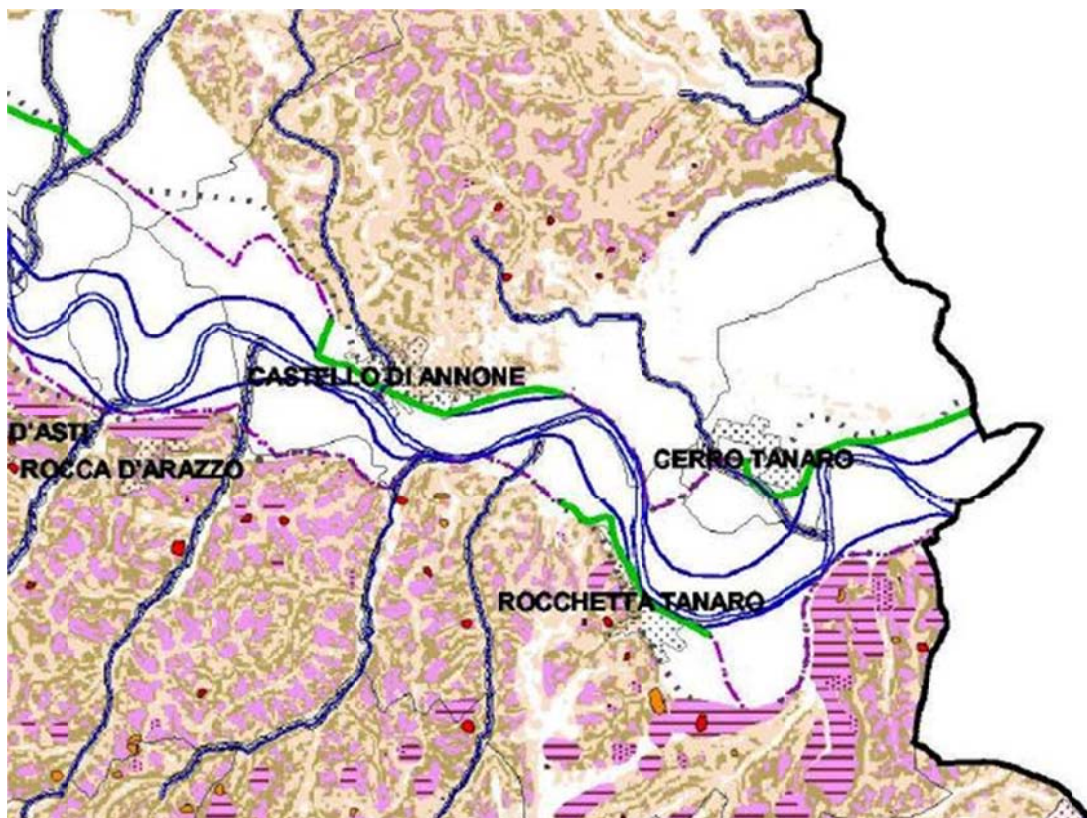 CASTELLO DI ANNONE
D'ASTI
ROCCA D'ARAZZO
CERRO TANARO
ROCCHETTA TANARO